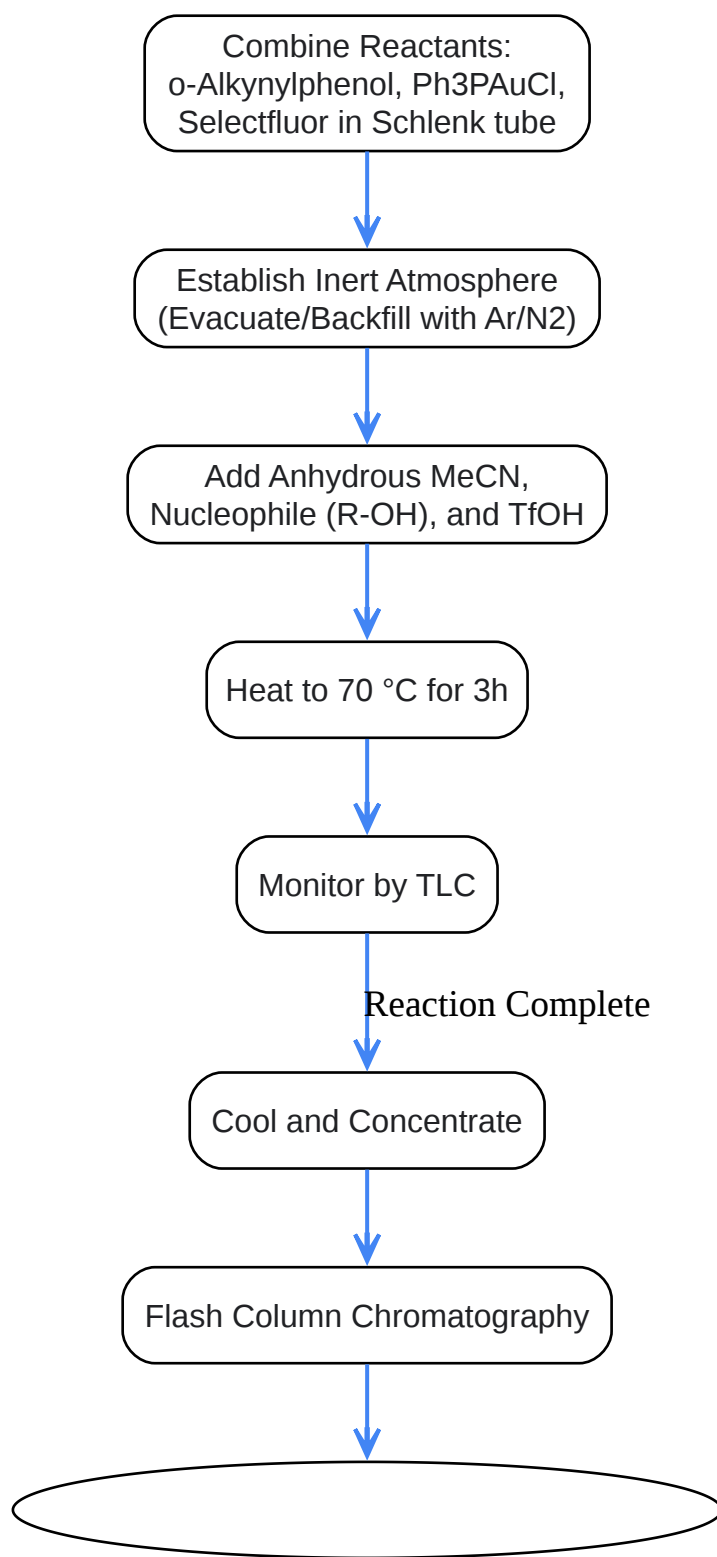 Combine Reactants:
o-Alkynylphenol, Ph3PAuCl,
Selectfluor in Schlenk tube
Establish Inert Atmosphere
(Evacuate/Backfill with Ar/N2)
Add Anhydrous MeCN,
Nucleophile (R-OH), and TfOH
Heat to 70 °C for 3h
Monitor by TLC
Reaction Complete
Cool and Concentrate
Flash Column Chromatography